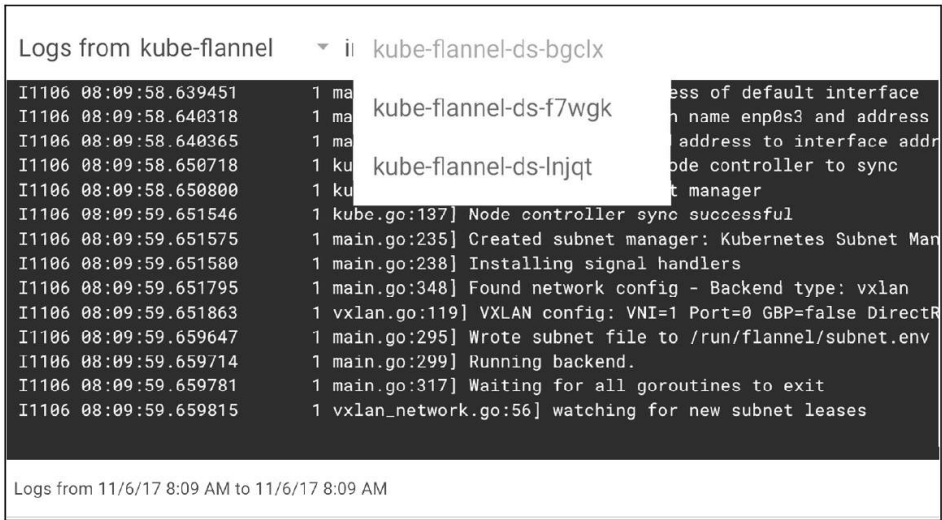 Logs from kube-flannel
kube-flannel-ds-bgclx
kube-flannel-ds-f7wgk
kube-flannel-ds-lnjqt
I1106 08:09:58.639451 1 ma ess of default interface
I1106 08:09:58.640318 1 ma name enp0s3 and address
I1106 08:09:58.640365 1 ma address to interface addr
I1106 08:09:58.650718 1 ku ode controller to sync
I1106 08:09:58.650800 1 ku t manager
I1106 08:09:59.651546 1 kube.go:137] Node controller sync successful
I1106 08:09:59.651575 1 main.go:235] Created subnet manager: Kubernetes Subnet Man
I1106 08:09:59.651580 1 main.go:238] Installing signal handlers
I1106 08:09:59.651795 1 main.go:348] Found network config - Backend type: vxlan
I1106 08:09:59.651863 1 vxlan.go:119] VXLAN config: VNI=1 Port=0 GBP=false DirectR
I1106 08:09:59.659647 1 main.go:295] Wrote subnet file to /run/flannel/subnet.env
I1106 08:09:59.659714 1 main.go:299] Running backend.
I1106 08:09:59.659781 1 main.go:317] Waiting for all goroutines to exit
I1106 08:09:59.659815 1 vxlan_network.go:56] watching for new subnet leases
Logs from 11/6/17 8:09 AM to 11/6/17 8:09 AM